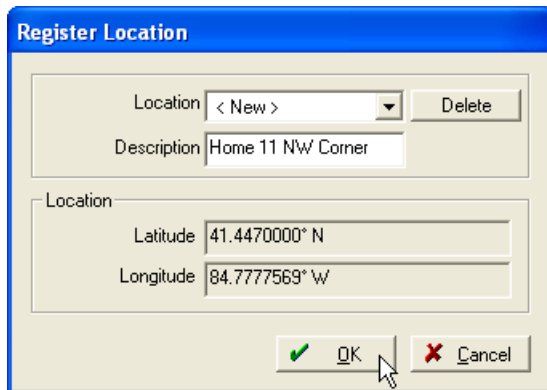 Register Location
Location < New > Delete
Description Home 11 NW Corner
Location
Latitude 41.4470000° N
Longitude 84.7777569° W
OK Cancel